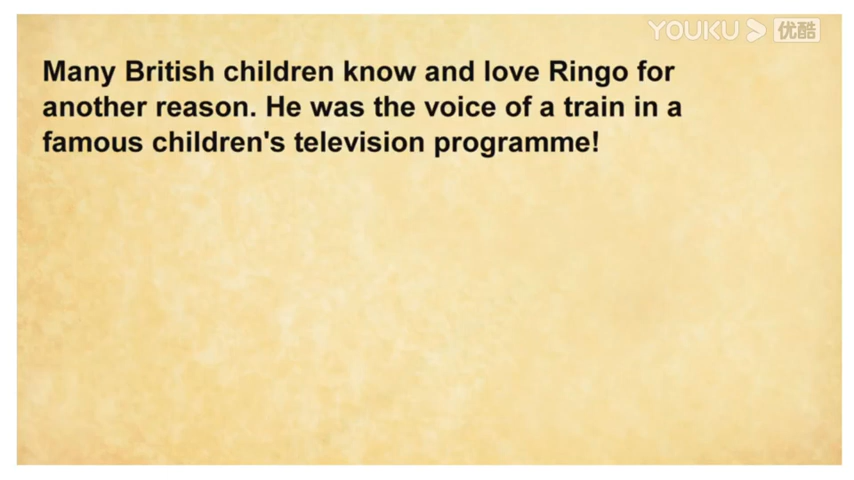 YOUKU 优酷
Many British children know and love Ringo for
another reason. He was the voice of a train in a
famous children's television programme!